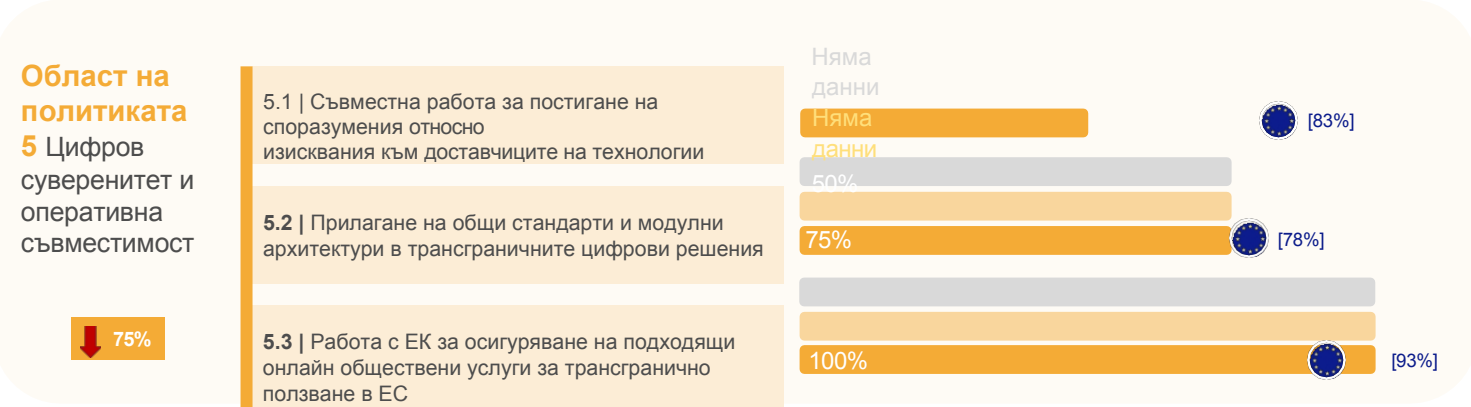 Област на
политиката
5 Цифров
суверенитет и
оперативна
съвместимост
75%
5.1 | Съвместна работа за постигане на
споразумения относно
изисквания към доставчиците на технологии
5.2 | Прилагане на общи стандарти и модулни
архитектури в трансграничните цифрови решения
5.3 | Работа с ЕК за осигуряване на подходящи
онлайн обществени услуги за трансгранично
ползване в ЕС
Няма
данни
Няма
данни
50%
[83%]
75%
[78%]
100%
[93%]